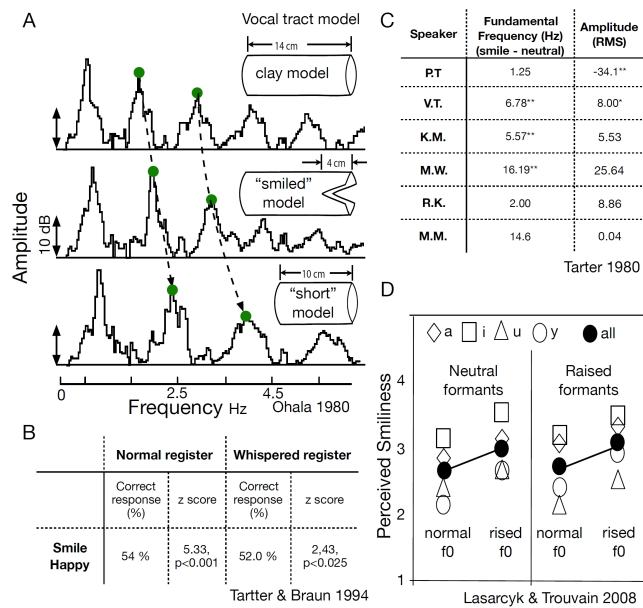 A
Vocal tract model
14 cm
clay model
4 cm
"smiled"
model
10 cm
"short"
model
Amplitude
10 dB
0 2.5 4.5
Frequency Hz
Ohala 1980
B
Normal register Whispered register
Correct response (%) z score Correct response (%) z score
Smile Happy 54 % 5.33, p<0.001 52.0 % 2,43, p<0.025
Tartter & Braun 1994
C
Speaker Fundamental Frequency (Hz) (smile - neutral) Amplitude (RMS)
P.T 1.25 -34.1**
V.T. 6.78** 8.00*
K.M. 5.57** 5.53
M.W. 16.19** 25.64
R.K. 2.00 8.86
M.M. 14.6 0.04
Tarter 1980
D
a i u y all
Neutral formants Raised formants
Perceived Smiliness
4
3
2
1
normal f0 rised f0 normal f0 rised f0
Lasarcyk & Trouvain 2008